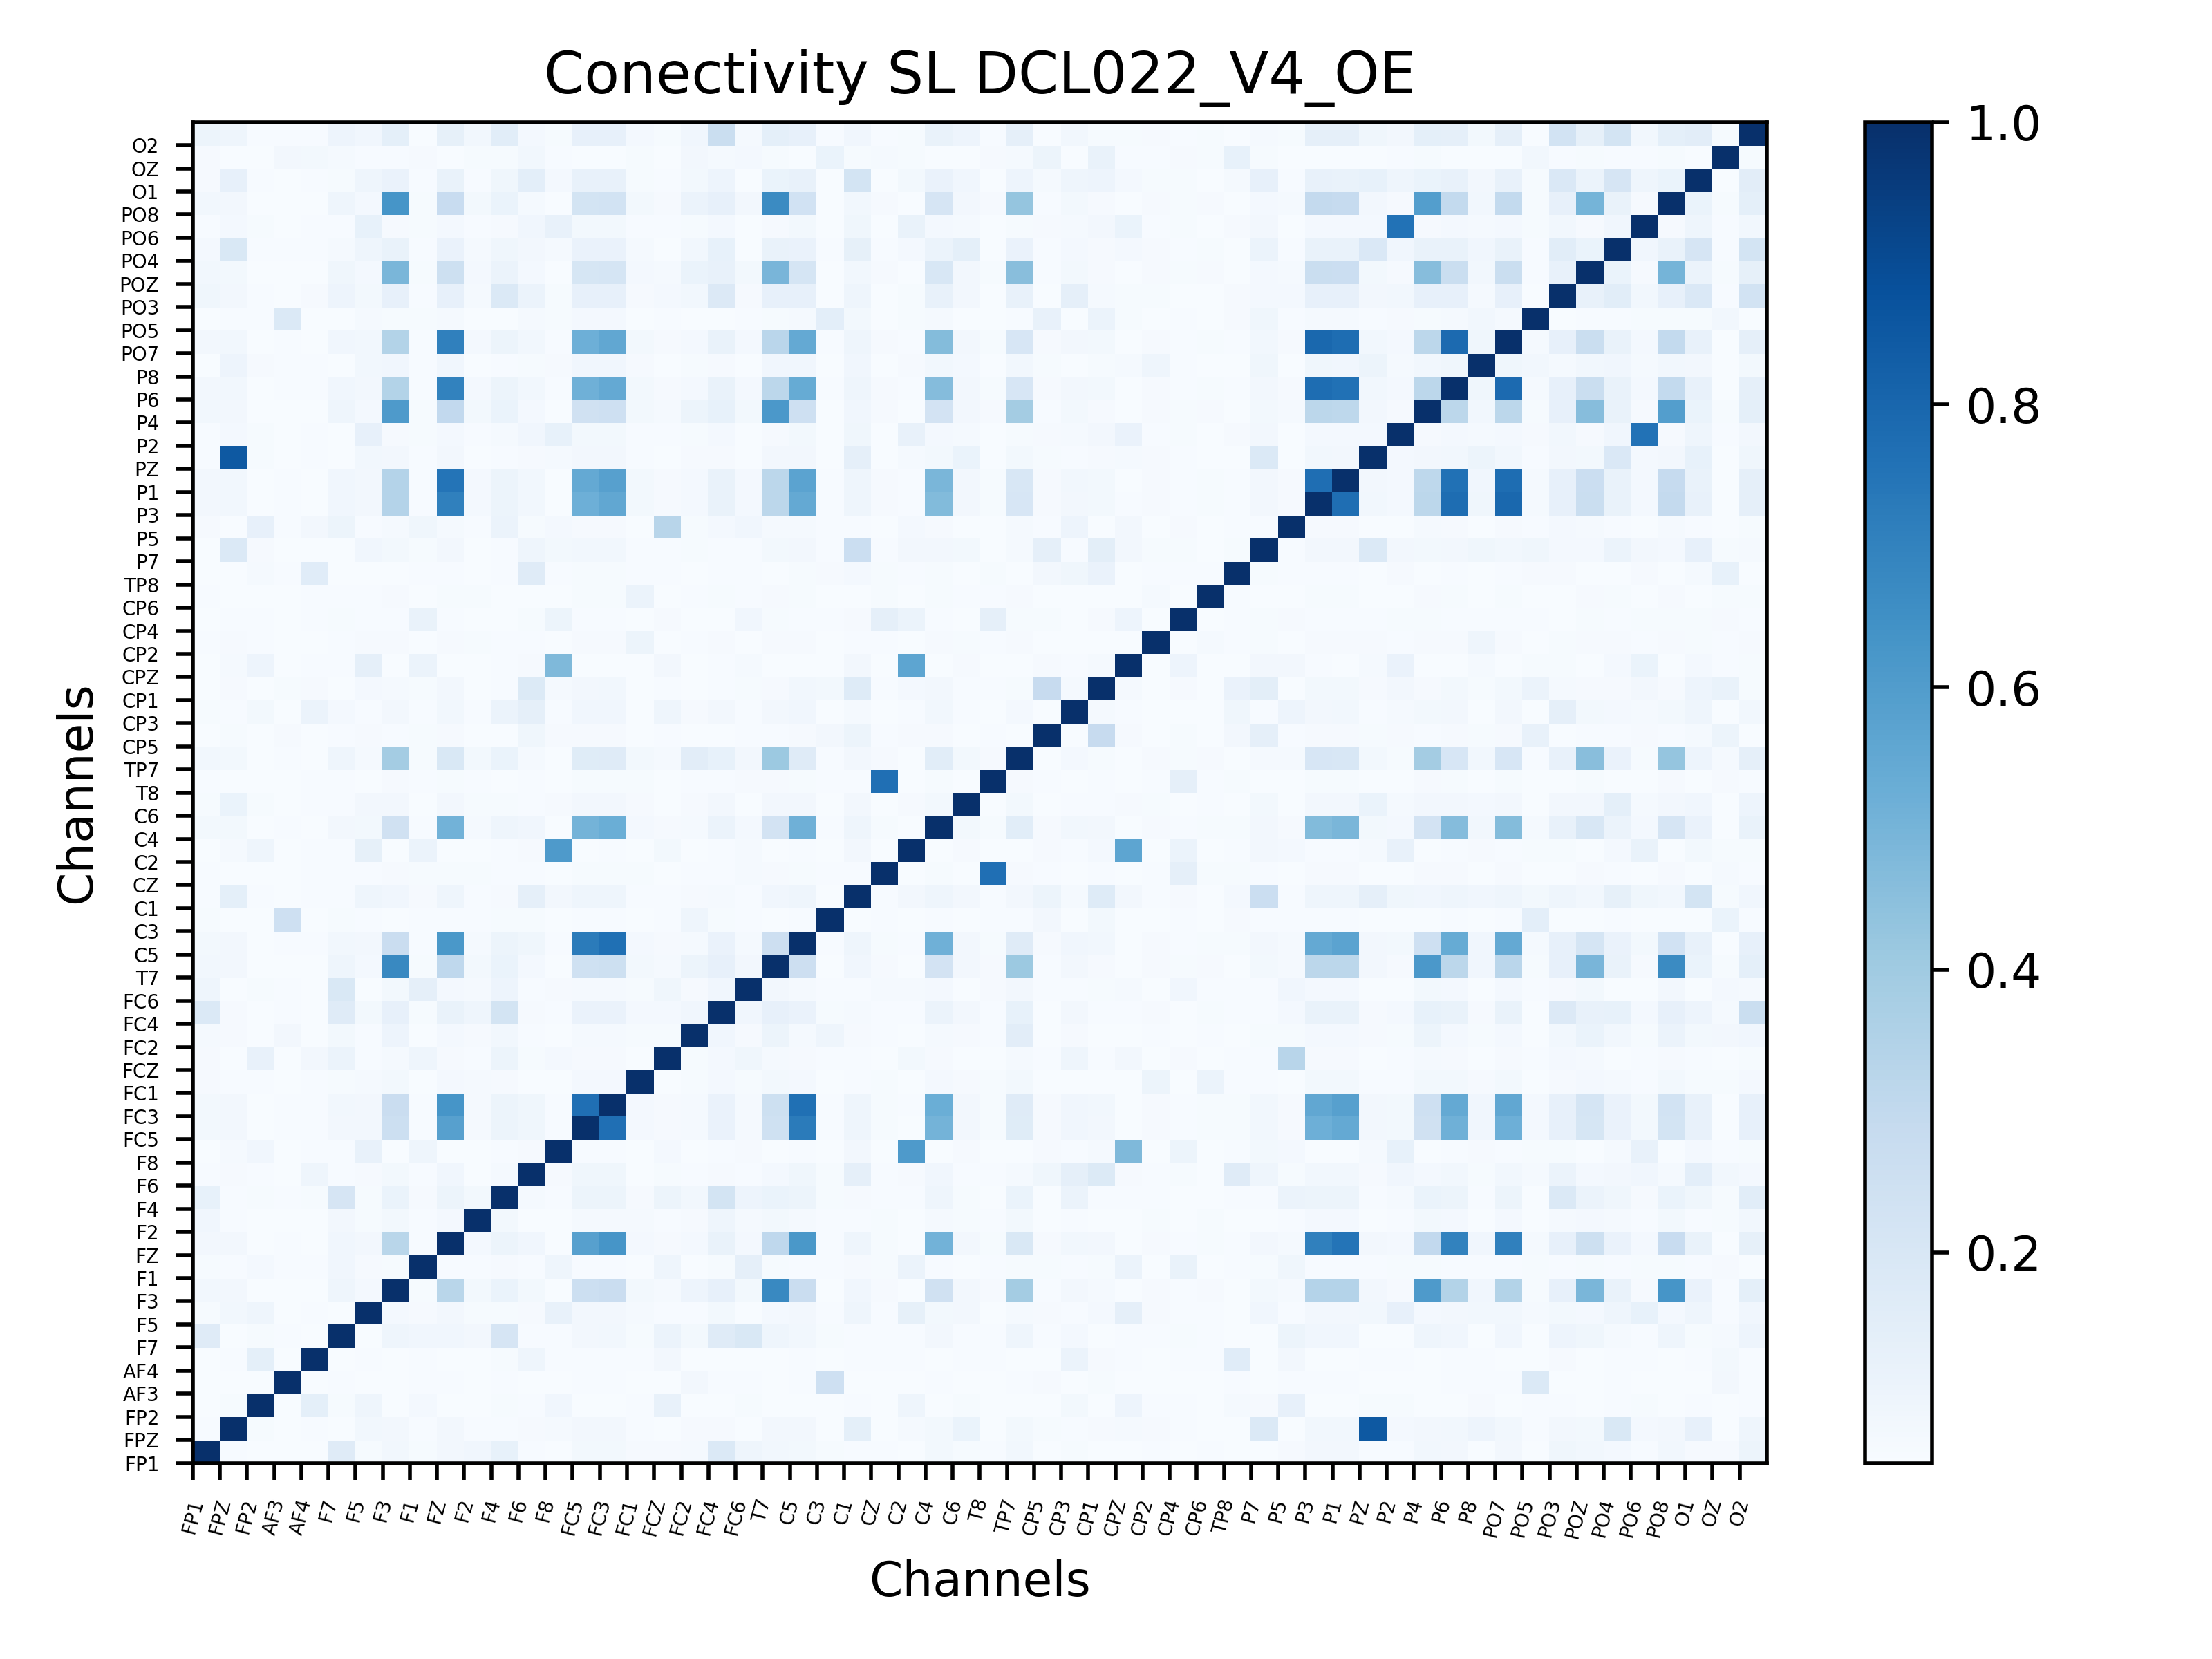 Conectivity SL DCL022_V4_OE
1.0
0.8
0.6
0.4
0.2
Channels
O2
OZ
O1
PO8
PO6
PO4
POZ
PO3
PO5
PO7
P8
P6
P4
P2
PZ
P1
P3
P5
P7
TP8
CP6
CP4
CP2
CPZ
CP1
CP3
CP5
TP7
T8
C6
C4
C2
CZ
C1
C3
C5
T7
FC6
FC4
FC2
FCZ
FC1
FC3
FC5
F8
F6
F4
F2
FZ
F1
F3
F5
F7
AF4
AF3
FP2
FPZ
FP1
FP1 FPZ FP2 AF3 AF4 F7 F5 F3 F1 FZ F2 F4 F6 F8 FC5 FC3 FC1 FCZ FC2 FC4 FC6 T7 C5 C3 C1 CZ C2 C4 C6 T8 TP7 CP5 CP3 CP1 CPZ CP2 CP4 CP6 TP8 P7 P5 P3 P1 PZ P2 P4 P6 P8 PO7 PO5 PO3 POZ PO4 PO6 PO8 O1 OZ O2
Channels